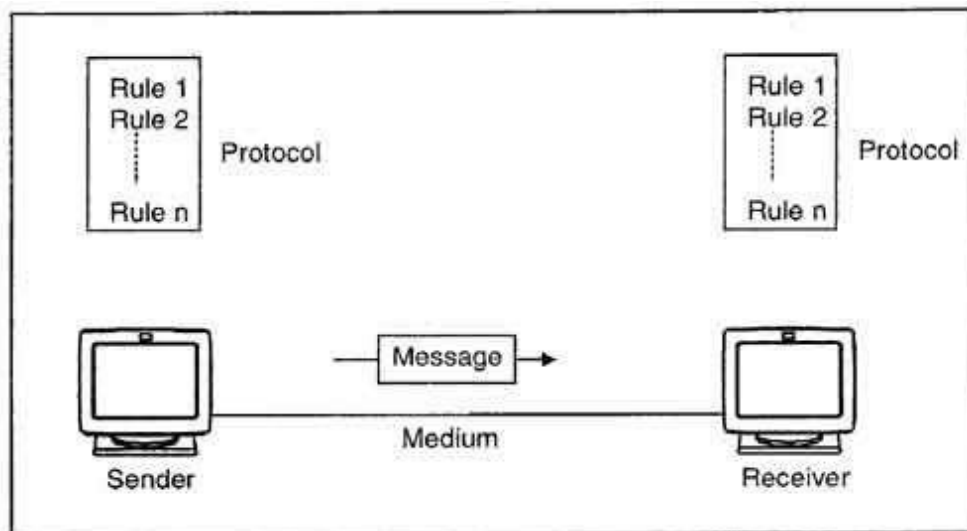 Rule 1
Rule 2
Rule n
Protocol
Rule 1
Rule 2
Rule n
Protocol
Message
Medium
Sender
Receiver